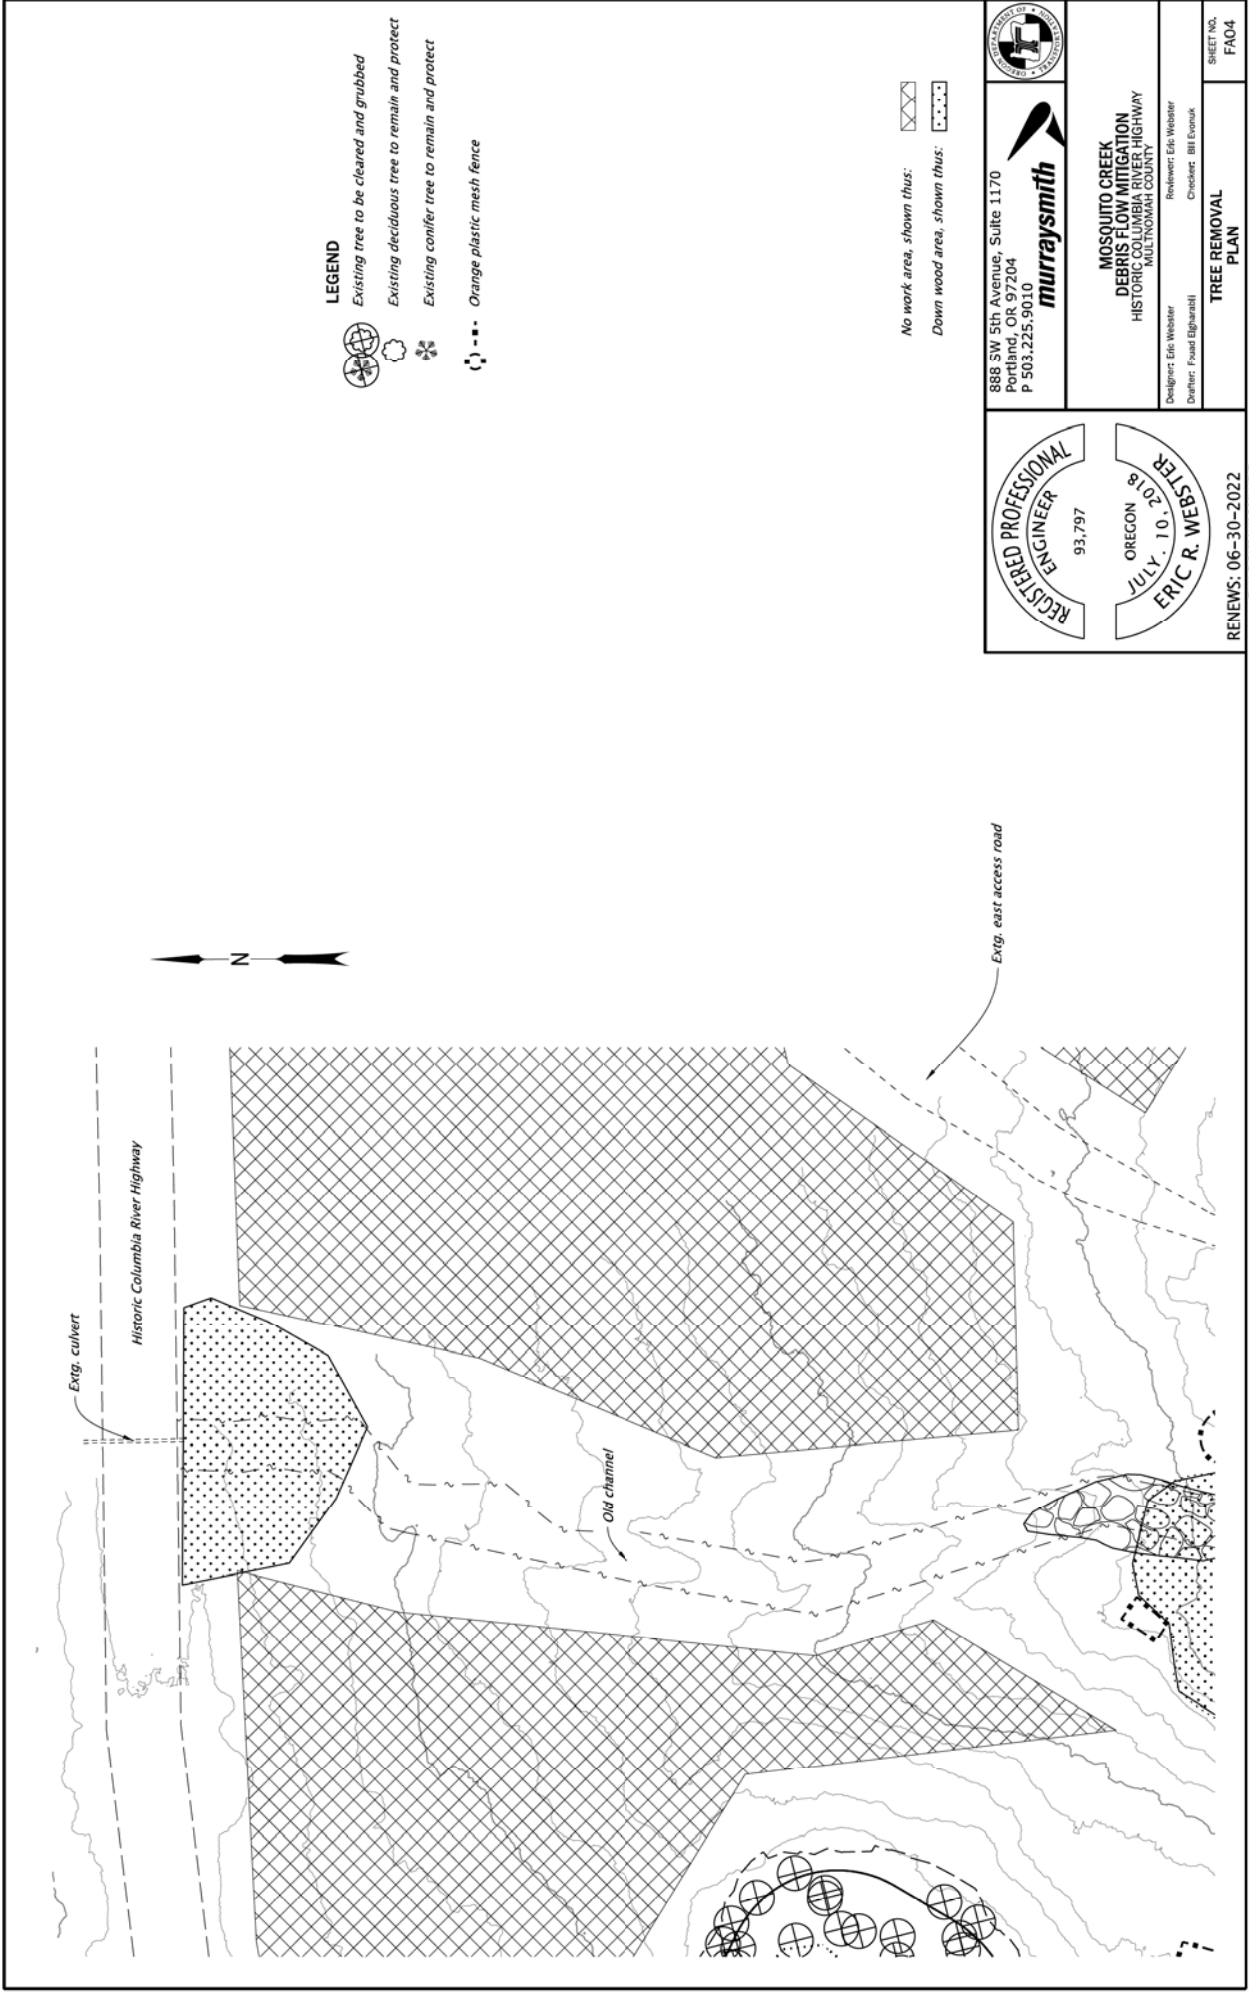 Extg. culvert
Historic Columbia River Highway
N
Old channel
Extg. east access road
LEGEND
Existing tree to be cleared and grubbed
Existing deciduous tree to remain and protect
Existing conifer tree to remain and protect
Orange plastic mesh fence
No work area, shown thus:
Down wood area, shown thus:
REGISTERED PROFESSIONAL
ENGINEER
93,797
OREGON
JULY. 10, 2018
ERIC R. WEBSTER
RENEWS: 06-30-2022
888 SW 5th Avenue, Suite 1170
Portland, OR 97204
P 503.225.9010
murraysmith
OREGON DEPARTMENT OF
TRANSPORTATION
MOSQUITO CREEK
DEBRIS FLOW MITIGATION
HISTORIC COLUMBIA RIVER HIGHWAY
MULTNOMAH COUNTY
Designer: Eric Webster
Reviewer: Eric Webster
Drafter: Fouad Elgharabli
Checker: Bill Evonuk
TREE REMOVAL
PLAN
SHEET NO.
FA04